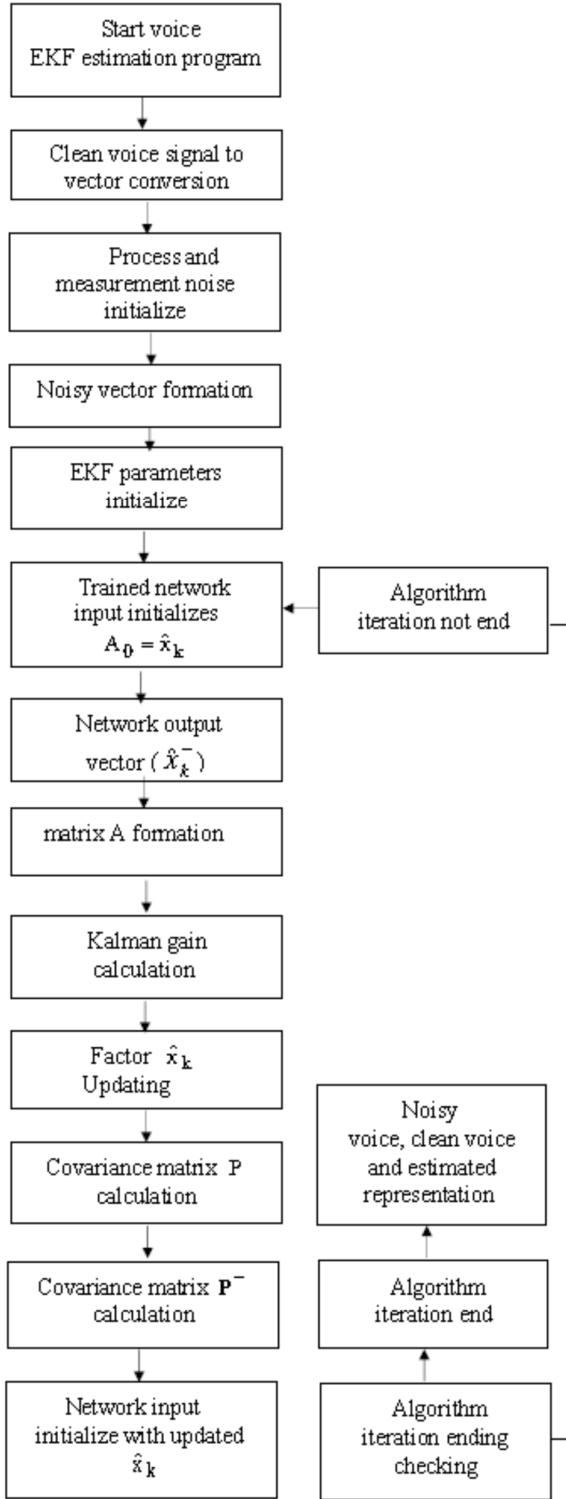 Start voice
EKF estimation program
Clean voice signal to
vector conversion
Process and
measurement noise
initialize
Noisy vector formation
EKF parameters
initialize
Trained network
input initializes
A₀ = x̂ₖ
Algorithm
iteration not end
Network output
vector ( x̂ₖ⁻ )
matrix A formation
Kalman gain
calculation
Factor x̂ₖ
Updating
Covariance matrix P
calculation
Covariance matrix P⁻
calculation
Network input
initialize with updated
x̂ₖ
Noisy
voice, clean voice
and estimated
representation
Algorithm
iteration end
Algorithm
iteration ending
checking